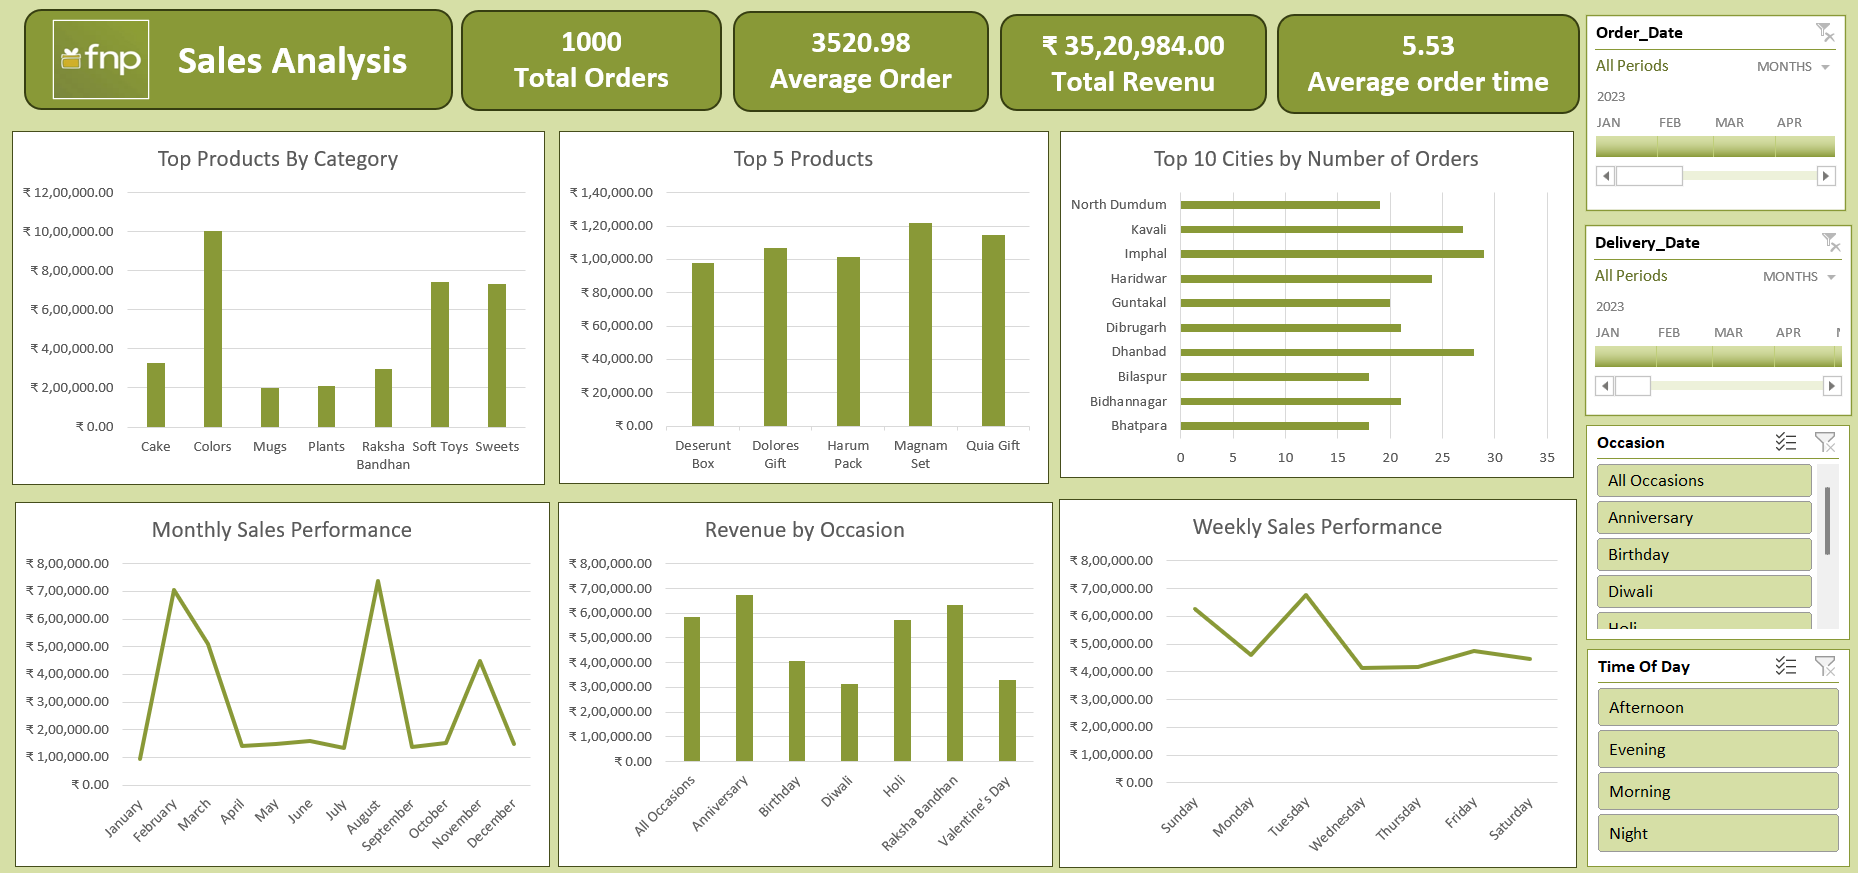 fnp
Sales Analysis
1000
Total Orders
3520.98
Average Order
₹ 35,20,984.00
Total Revenu
5.53
Average order time
Order_Date
All Periods
MONTHS
2023
JAN FEB MAR APR
Delivery_Date
All Periods
MONTHS
2023
JAN FEB MAR APR
Occasion
All Occasions
Anniversary
Birthday
Diwali
Holi
Time Of Day
Afternoon
Evening
Morning
Night
Top Products By Category
₹ 12,00,000.00
₹ 10,00,000.00
₹ 8,00,000.00
₹ 6,00,000.00
₹ 4,00,000.00
₹ 2,00,000.00
₹ 0.00
Cake Colors Mugs Plants Raksha Soft Toys Sweets
Bandhan
Top 5 Products
₹ 1,40,000.00
₹ 1,20,000.00
₹ 1,00,000.00
₹ 80,000.00
₹ 60,000.00
₹ 40,000.00
₹ 20,000.00
₹ 0.00
Deserunt Dolores Harum Magnam Quia Gift
Box Gift Pack Set
Top 10 Cities by Number of Orders
North Dumdum
Kavali
Imphal
Haridwar
Guntakal
Dibrugarh
Dhanbad
Bilaspur
Bidhannagar
Bhatpara
0 5 10 15 20 25 30 35
Monthly Sales Performance
₹ 8,00,000.00
₹ 7,00,000.00
₹ 6,00,000.00
₹ 5,00,000.00
₹ 4,00,000.00
₹ 3,00,000.00
₹ 2,00,000.00
₹ 1,00,000.00
₹ 0.00
January February March April May June July August September October November December
Revenue by Occasion
₹ 8,00,000.00
₹ 7,00,000.00
₹ 6,00,000.00
₹ 5,00,000.00
₹ 4,00,000.00
₹ 3,00,000.00
₹ 2,00,000.00
₹ 1,00,000.00
₹ 0.00
All Occasions Anniversary Birthday Diwali Holi Raksha Bandhan Valentine's Day
Weekly Sales Performance
₹ 8,00,000.00
₹ 7,00,000.00
₹ 6,00,000.00
₹ 5,00,000.00
₹ 4,00,000.00
₹ 3,00,000.00
₹ 2,00,000.00
₹ 1,00,000.00
₹ 0.00
Sunday Monday Tuesday Wednesday Thursday Friday Saturday